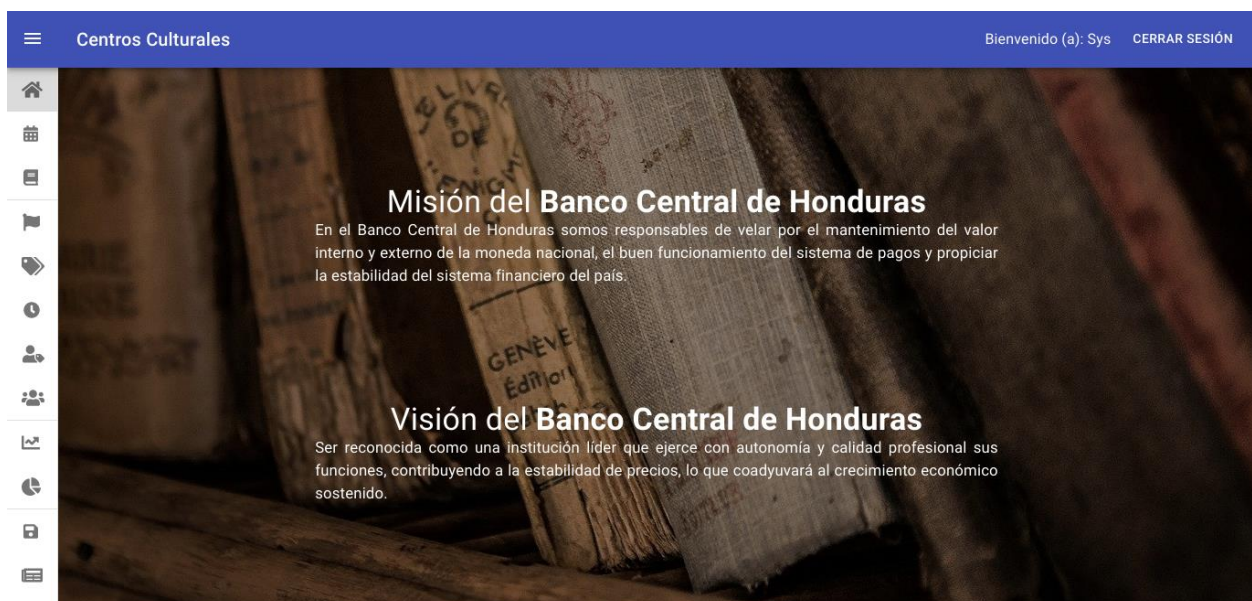 Centros Culturales
Bienvenido (a): Sys CERRAR SESIÓN
Misión del Banco Central de Honduras
En el Banco Central de Honduras somos responsables de velar por el mantenimiento del valor
interno y externo de la moneda nacional, el buen funcionamiento del sistema de pagos y propiciar
la estabilidad del sistema financiero del país.
GENÈVE
Édition
Visión del Banco Central de Honduras
Ser reconocida como una institución líder que ejerce con autonomía y calidad profesional sus
funciones, contribuyendo a la estabilidad de precios, lo que coadyuvará al crecimiento económico
sostenido.